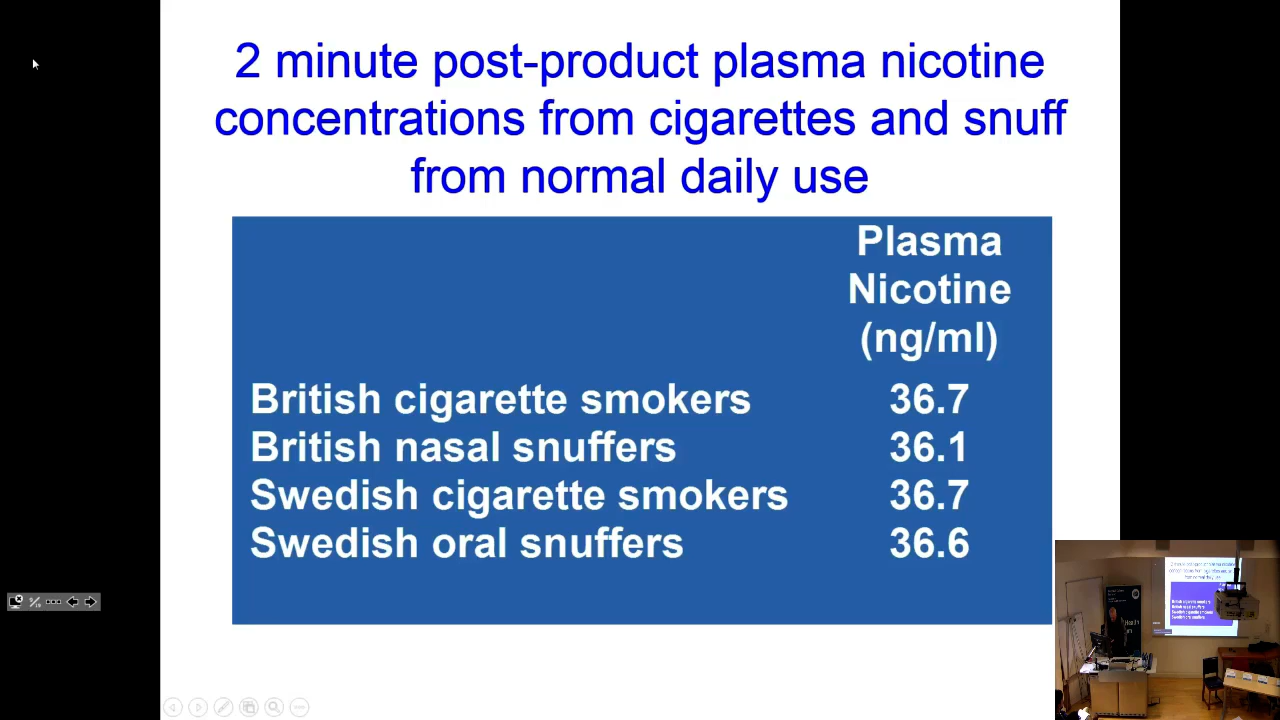 2 minute post-product plasma nicotine
concentrations from cigarettes and snuff
from normal daily use
Plasma
Nicotine
(ng/ml)
British cigarette smokers 36.7
British nasal snuffers 36.1
Swedish cigarette smokers 36.7
Swedish oral snuffers 36.6